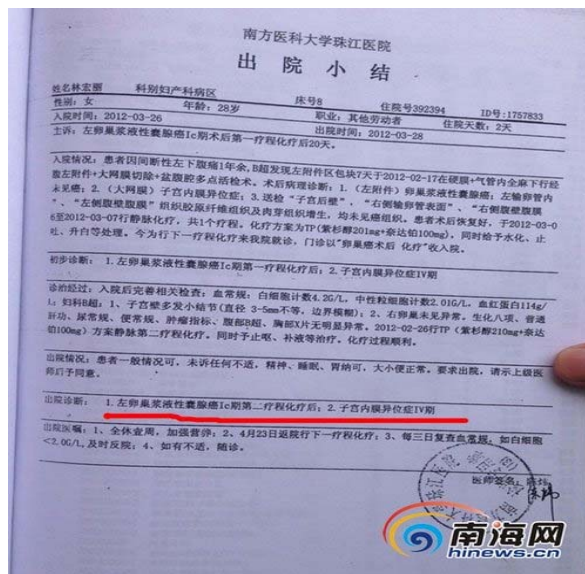 南方医科大学珠江医院
出 院 小 结
姓名林宏丽 科别妇产科病区 床号8 住院号392394 ID号:1757833
性别:女 年龄:28岁 职业:其他劳动者 住院天数:2天
入院时间:2012-03-26 出院时间:2012-03-28
主诉:左卵巢浆液性囊腺癌Ic期术后第一疗程化疗后20天。
入院情况:患者因间断性左下腹痛1年余,B超发现左附件区包块7天于2012-02-17在硬膜+气管内全麻下行经
腹左附件+大网膜切除+盆腹腔多点活检术。术后病理诊断:1.(左附件)卵巢浆液性囊腺癌;左输卵管内
未见癌;2.(大网膜)子宫内膜异位症;3.送检“子宫后壁”、“右侧输卵管表面”、“右侧腹壁腹膜
”、“左侧腹壁腹膜”组织胶原纤维组织及肉芽组织增生,均未见癌组织。患者术后恢复好,于2012-03-0
6至2012-03-07行静脉化疗,共1个疗程。化疗方案为TP(紫杉醇201mg+奈达铂100mg),同时给予水化、止
吐、升白等处理。今为行下一疗程化疗来我院就诊,门诊以“卵巢癌术后 化疗”收入院。
初步诊断:1.左卵巢浆液性囊腺癌Ic期第一疗程化疗后;2.子宫内膜异位症IV期
诊治经过:入院后完善相关检查:血常规:白细胞计数4.2G/L,中性粒细胞计数2.01G/L,血红蛋白114g/
L;妇科B超:1、子宫壁多发小结节(直径 3-5mm不等,边界模糊);2、右卵巢未见异常。生化八项、普通
肝功、尿常规、便常规、肿瘤指标、腹部B超、胸部X片无明显异常。2012-02-26行TP(紫杉醇210mg+奈达
铂100mg)方案静脉第二疗程化疗。同时予止呕、补液等治疗。化疗过程顺利。
出院情况:患者一般情况可,未诉任何不适,精神、睡眠、胃纳可,大小便正常。要求出院,请示上级医
师后予同意。
出院诊断:1.左卵巢浆液性囊腺癌Ic期第二疗程化疗后;2.子宫内膜异位症IV期
出院医嘱:1、全休壹周,加强营养;2、4月23日返院行下一疗程化疗;3、每三日复查血常规,如白细胞
<2.0G/L,及时反院;4、如有不适,随诊。
医师签名:
南海网
hinews.cn